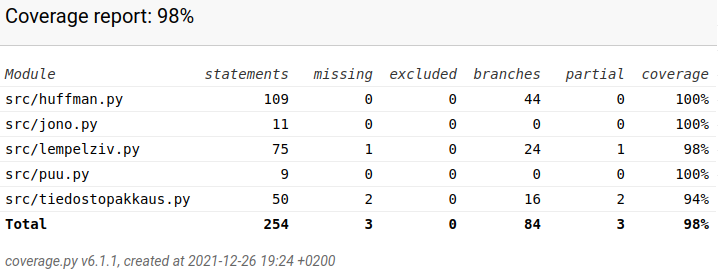 Coverage report: 98%
Module statements missing excluded branches partial coverage
src/huffman.py 109 0 0 44 0 100%
src/jono.py 11 0 0 0 0 100%
src/lempelziv.py 75 1 0 24 1 98%
src/puu.py 9 0 0 0 0 100%
src/tiedostopakkaus.py 50 2 0 16 2 94%
Total 254 3 0 84 3 98%
coverage.py v6.1.1, created at 2021-12-26 19:24 +0200